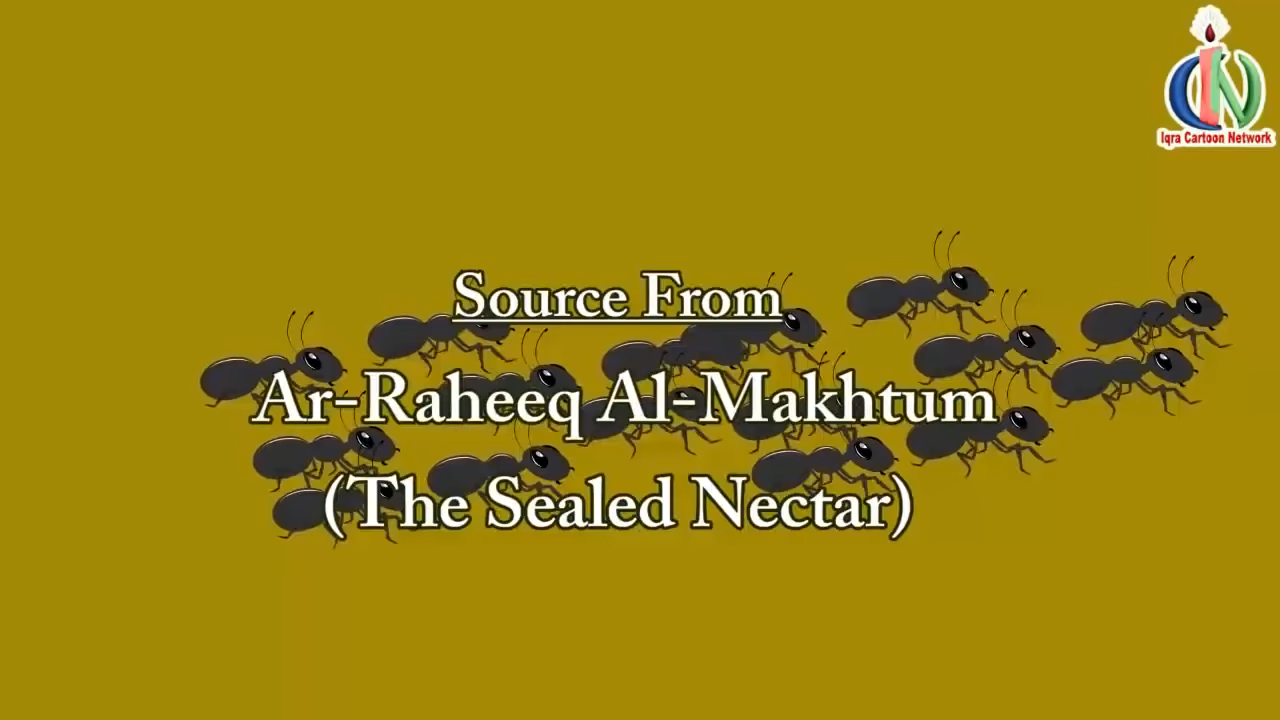 Iqra Cartoon Network
Source From
Ar-Raheeq Al-Makhtum
(The Sealed Nectar)